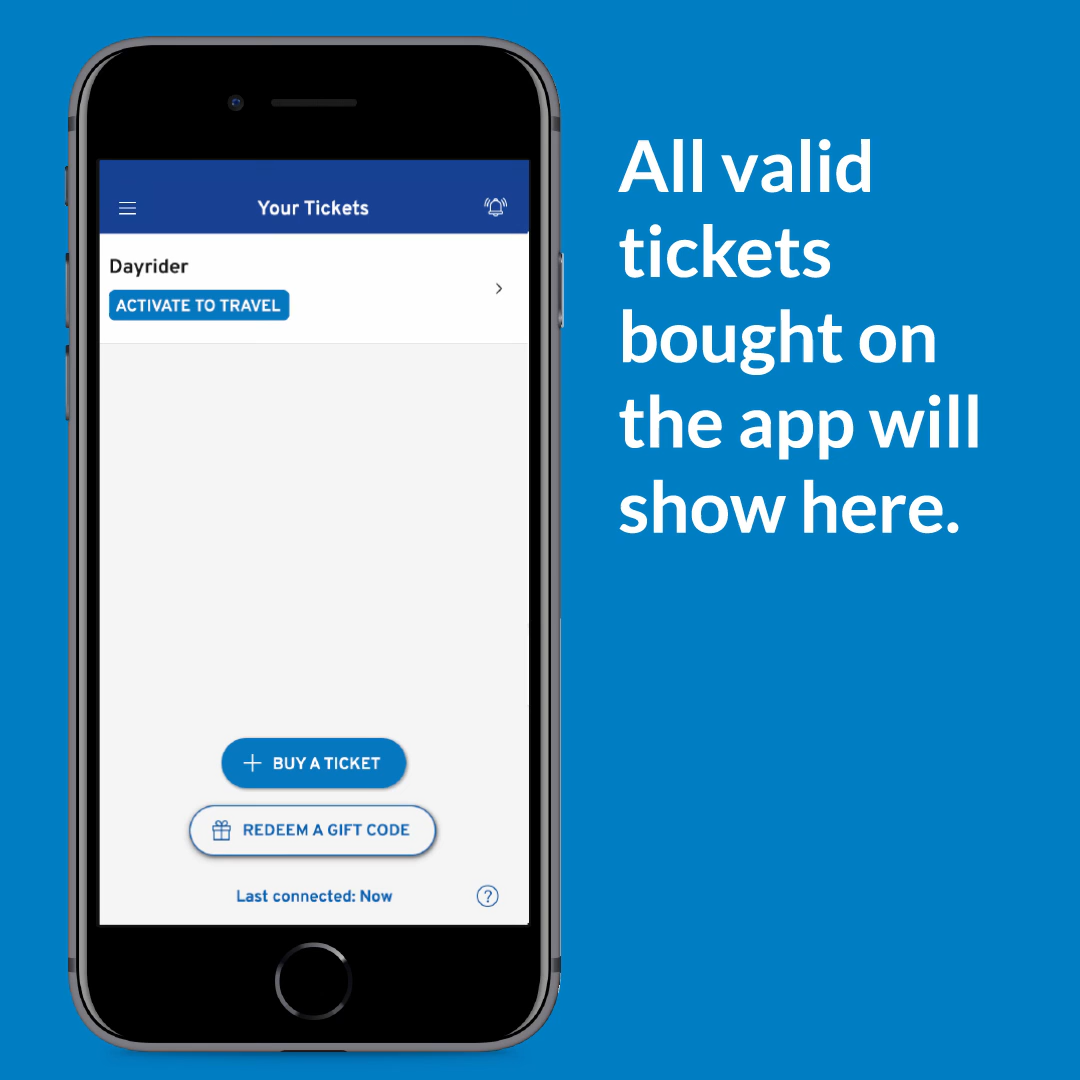 Your Tickets
Dayrider
ACTIVATE TO TRAVEL
BUY A TICKET
REDEEM A GIFT CODE
Last connected: Now
All valid
tickets
bought on
the app will
show here.